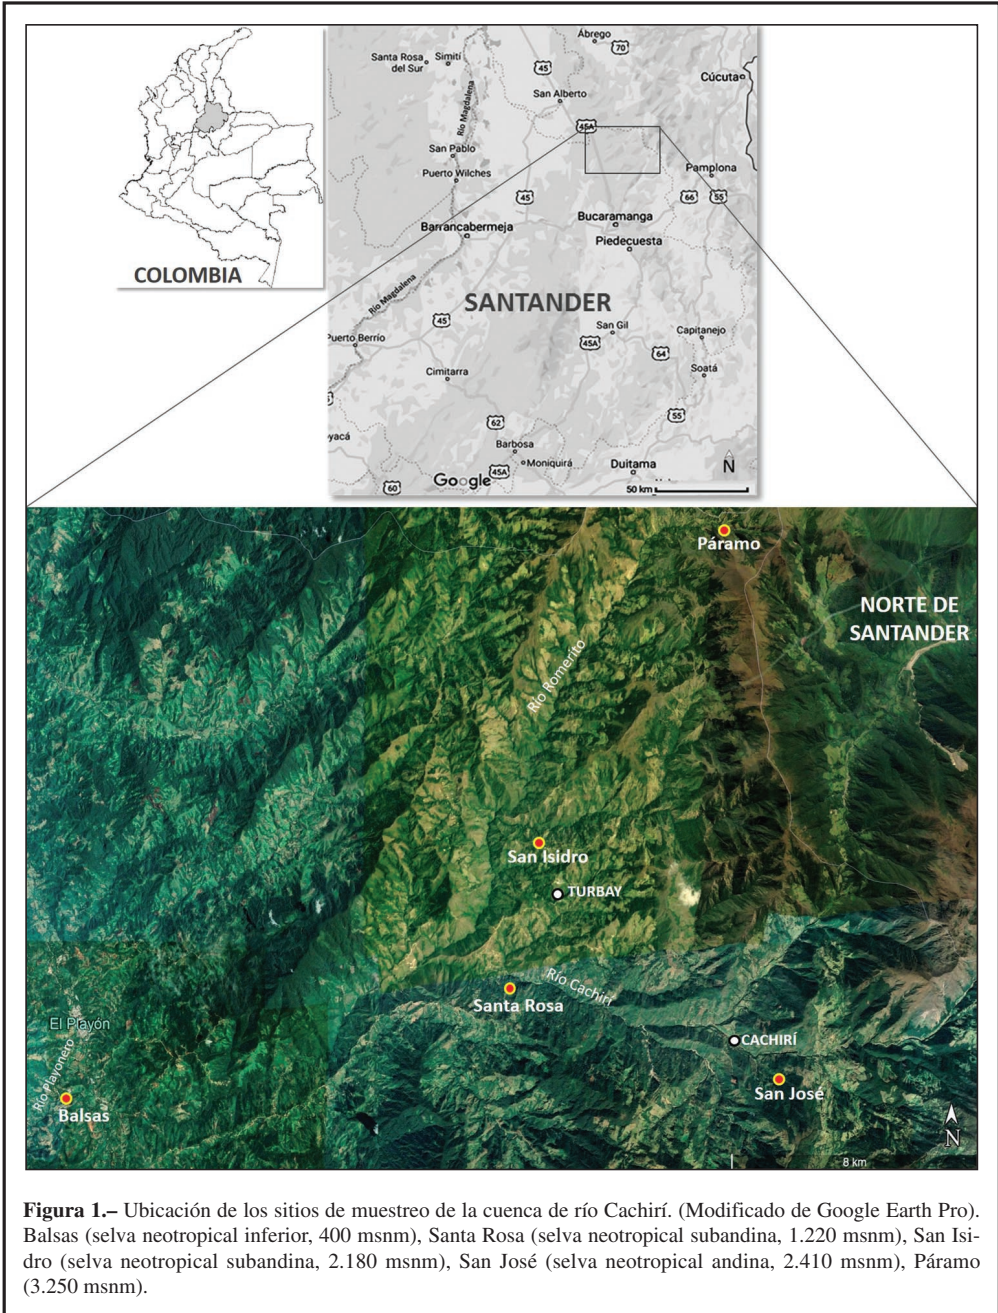 COLOMBIA
Ábrego
70
Santa Rosa
del Sur
Simití
45
Cúcuta
San Alberto
Río Magdalena
45A
San Pablo
Pamplona
Puerto Wilches
45
66
55
Bucaramanga
Barrancabermeja
Piedecuesta
Río Magdalena
SANTANDER
45
San Gil
Capitanejo
Puerto Berrío
45A
64
Soatá
Cimitarra
55
62
yacá
Barbosa
Moniquirá
Duitama
N
45A
Google
60
50 km
Páramo
NORTE DE
SANTANDER
Río Romerito
San Isidro
TURBAY
Río Cachirí
Santa Rosa
El Playón
CACHIRÍ
Río Playonero
San José
Balsas
N
8 km
Figura 1.– Ubicación de los sitios de muestreo de la cuenca de río Cachirí. (Modificado de Google Earth Pro).
Balsas (selva neotropical inferior, 400 msnm), Santa Rosa (selva neotropical subandina, 1.220 msnm), San Isi-
dro (selva neotropical subandina, 2.180 msnm), San José (selva neotropical andina, 2.410 msnm), Páramo
(3.250 msnm).